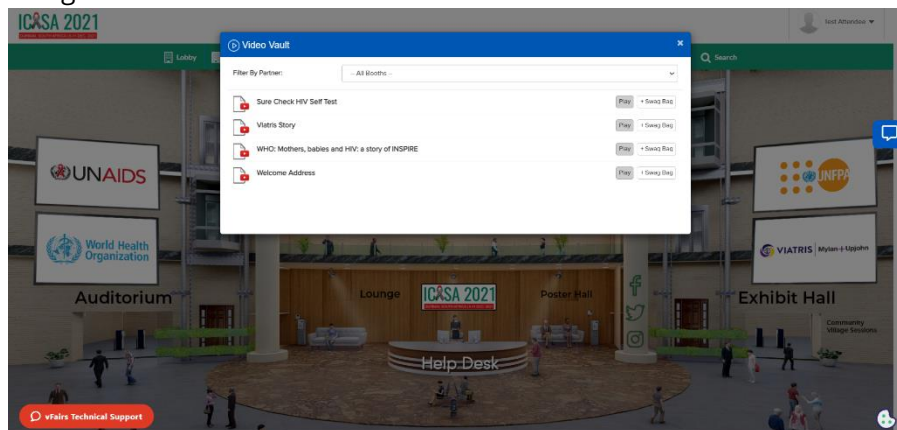 ICASA 2021
Test Attendee
Lobby
Search
Video Vault
×
Filter By Partner:
-- All Booths --
Sure Check HIV Self Test
Play + Swag Bag
Viatris Story
Play + Swag Bag
WHO: Mothers, babies and HIV: a story of INSPIRE
Play + Swag Bag
Welcome Address
Play + Swag Bag
UNAIDS
UNFPA
World Health
Organization
VIATRIS Mylan + Upjohn
Auditorium
Lounge
ICASA 2021
Poster Hall
Exhibit Hall
Community
Village Sessions
Help Desk
vFairs Technical Support